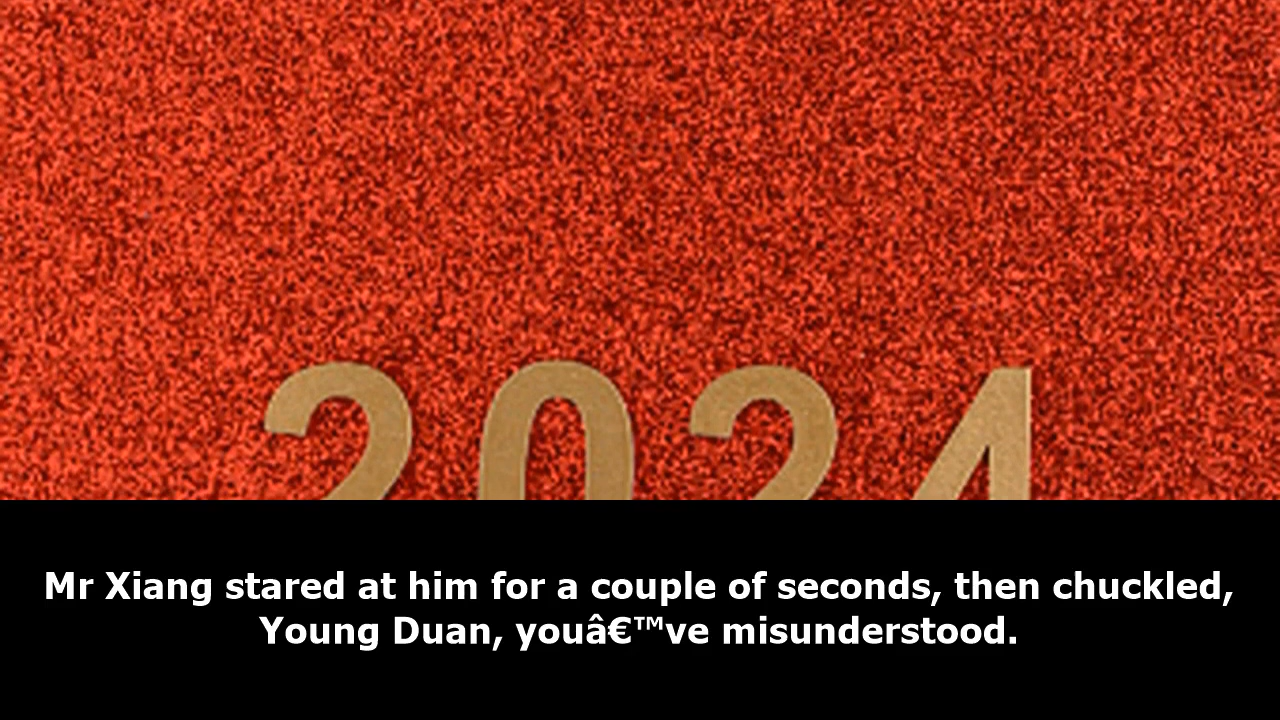 2024
Mr Xiang stared at him for a couple of seconds, then chuckled,
Young Duan, youâ€™ve misunderstood.